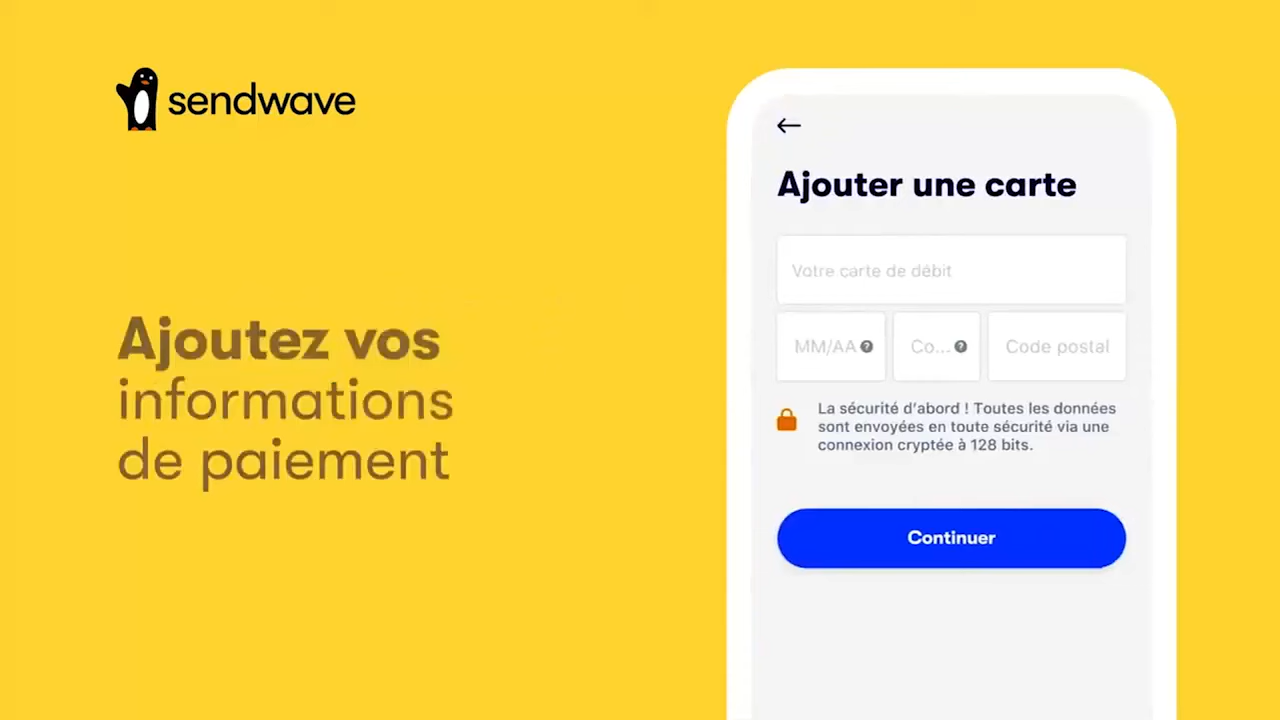 sendwave
Ajoutez vos
informations
de paiement
Ajouter une carte
Votre carte de débit
MM/AA ?
Co... ?
Code postal
La sécurité d'abord ! Toutes les données
sont envoyées en toute sécurité via une
connexion cryptée à 128 bits.
Continuer